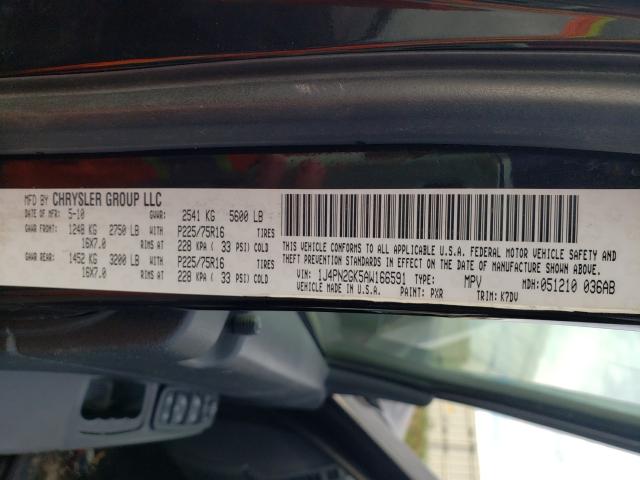 MFD BY CHRYSLER GROUP LLC
DATE OF MFR: 5-10 GVWR: 2541 KG 5600 LB
GAWR FRONT: 1248 KG 2750 LB WITH P225/75R16 TIRES
16X7.0 RIMS AT 228 KPA ( 33 PSI) COLD
GAWR REAR: 1452 KG 3200 LB WITH P225/75R16 TIRES
16X7.0 RIMS AT 228 KPA ( 33 PSI) COLD
THIS VEHICLE CONFORMS TO ALL APPLICABLE U.S.A. FEDERAL MOTOR VEHICLE SAFETY
AND THEFT PREVENTION STANDARDS IN EFFECT ON THE DATE OF MANUFACTURE SHOWN ABOVE.
VIN: 1J4PN2GK5AW166591 TYPE: MPV MDH: 051210 036AB
VEHICLE MADE IN U.S.A. PAINT: PXR TRIM: K7DV